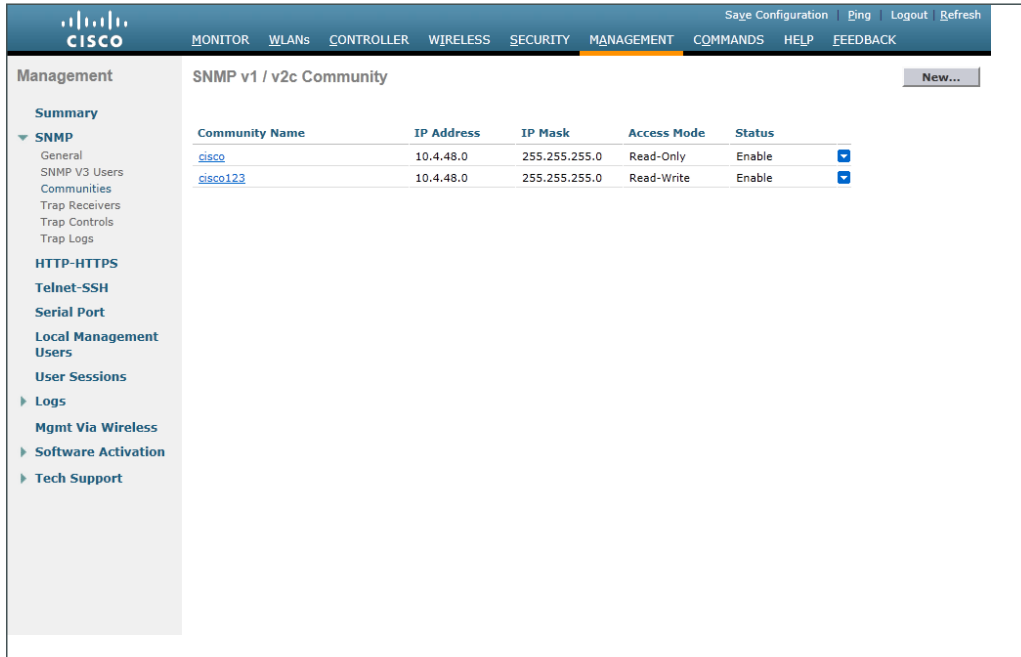 Save Configuration | Ping | Logout | Refresh
CISCO
MONITOR WLANs CONTROLLER WIRELESS SECURITY MANAGEMENT COMMANDS HELP FEEDBACK
Management
SNMP v1 / v2c Community
New...
Summary
SNMP
General
SNMP V3 Users
Communities
Trap Receivers
Trap Controls
Trap Logs
HTTP-HTTPS
Telnet-SSH
Serial Port
Local Management
Users
User Sessions
Logs
Mgmt Via Wireless
Software Activation
Tech Support
Community Name IP Address IP Mask Access Mode Status
cisco 10.4.48.0 255.255.255.0 Read-Only Enable
cisco123 10.4.48.0 255.255.255.0 Read-Write Enable